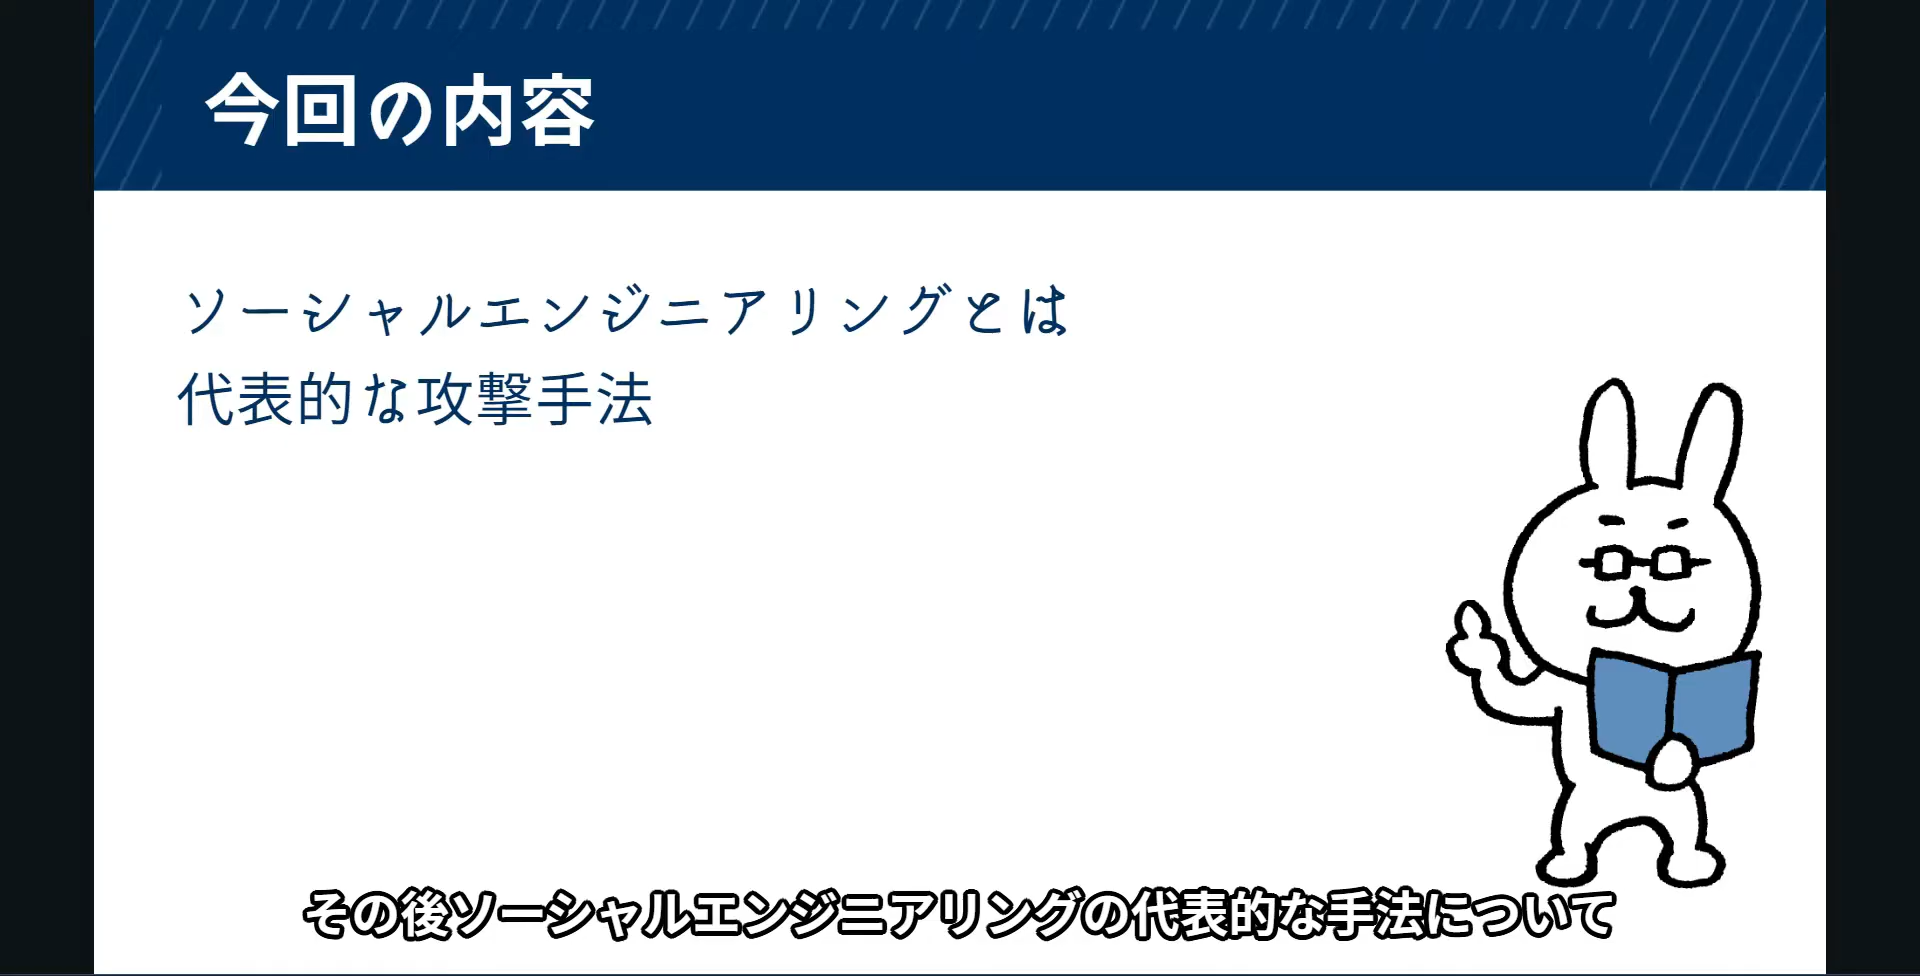 今回の内容
ソーシャルエンジニアリングとは
代表的な攻撃手法
その後ソーシャルエンジニアリングの代表的な手法について